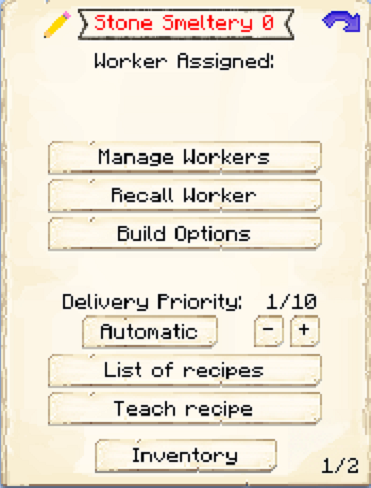 Stone Smeltery 0
Worker Assigned:
Manage Workers
Recall Worker
Build Options
Delivery Priority: 1/10
Automatic - +
List of recipes
Teach recipe
Inventory
1/2